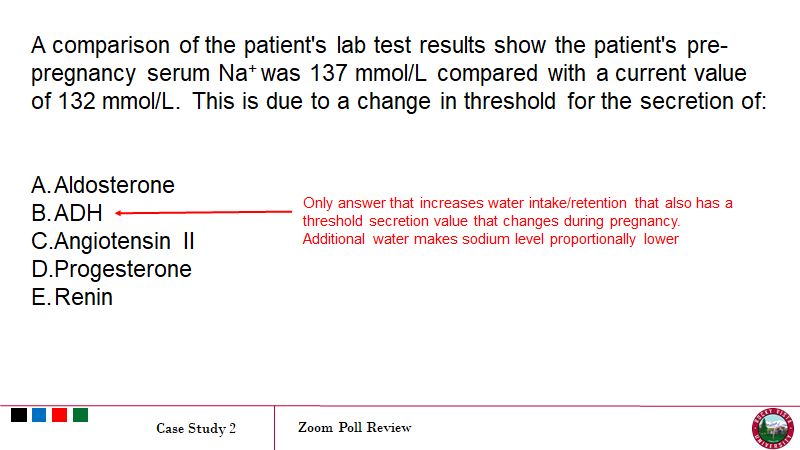 A comparison of the patient's lab test results show the patient's pre-
pregnancy serum Na+ was 137 mmol/L compared with a current value
of 132 mmol/L. This is due to a change in threshold for the secretion of:
A. Aldosterone
B. ADH
C. Angiotensin II
D. Progesterone
E. Renin
Only answer that increases water intake/retention that also has a
threshold secretion value that changes during pregnancy.
Additional water makes sodium level proportionally lower
Case Study 2
Zoom Poll Review
ROCKY VISTA
UNIVERSITY